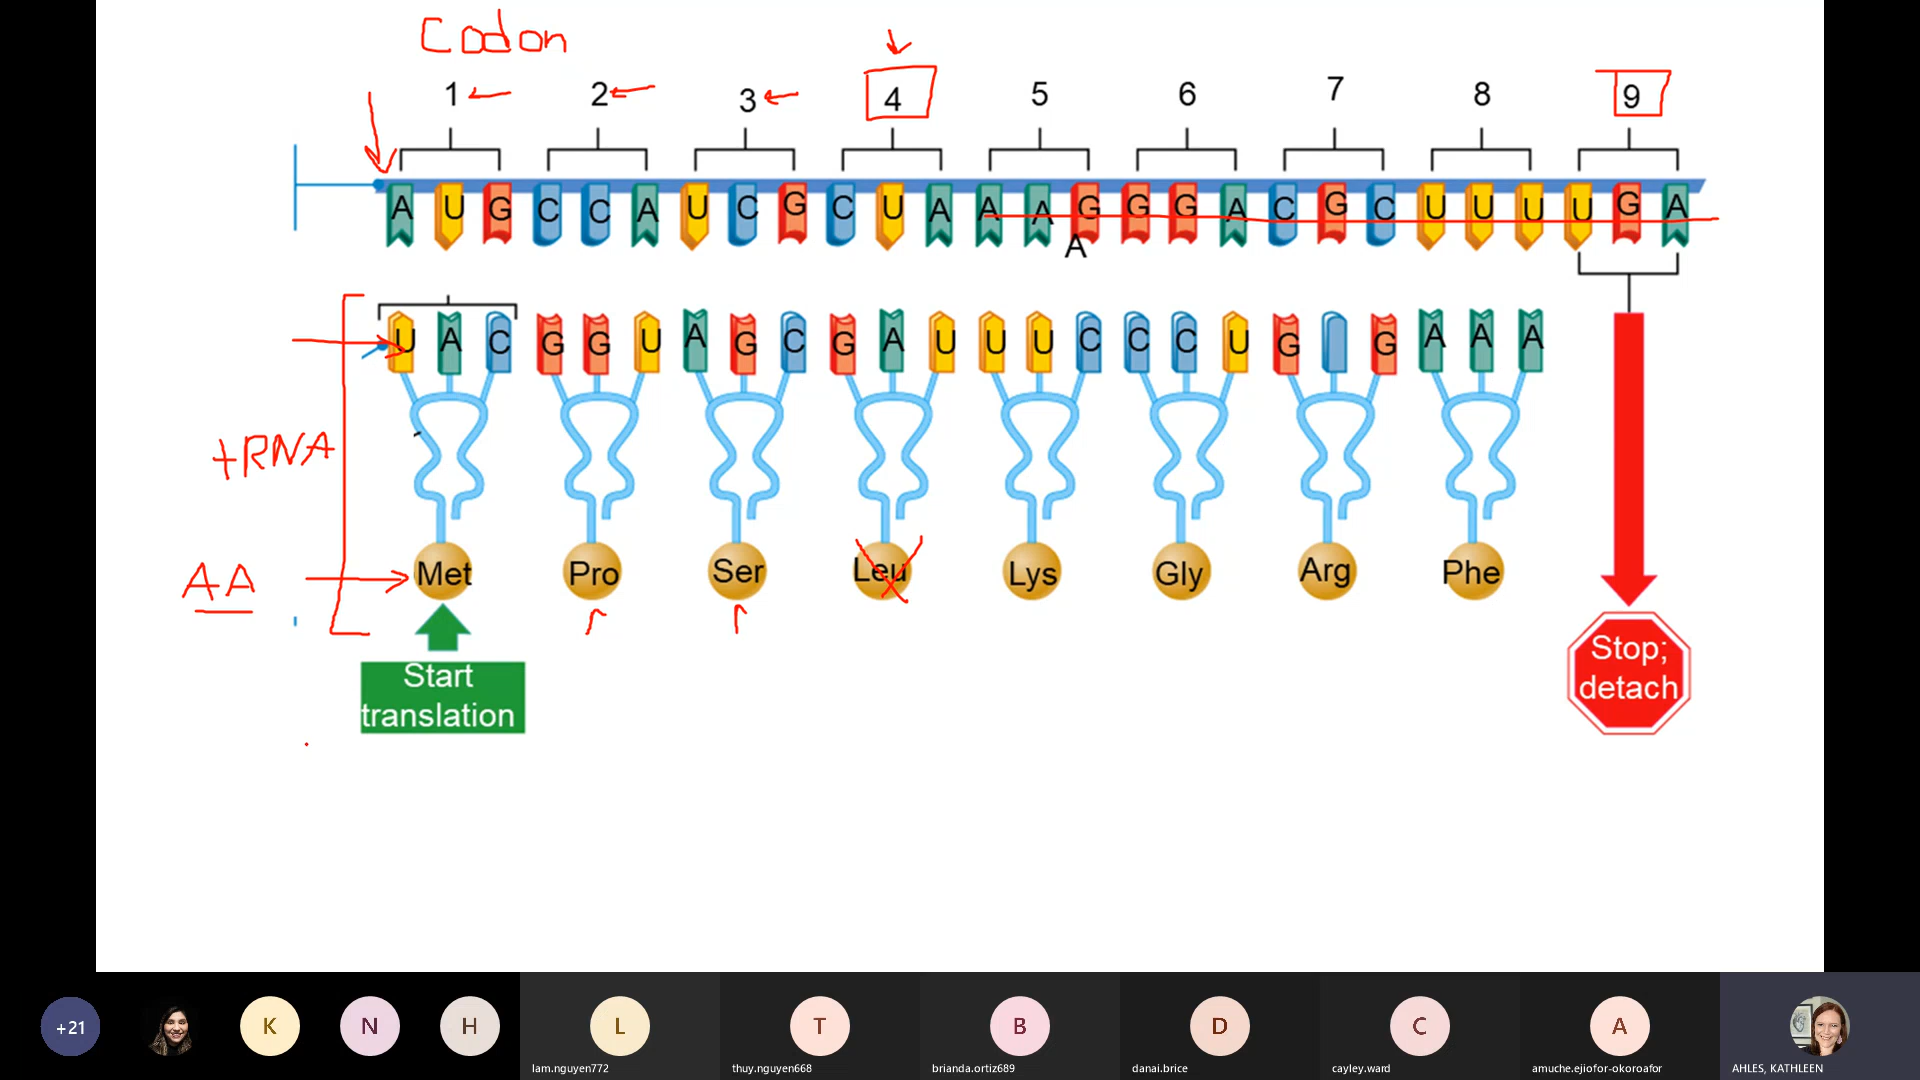 Codon
1 2 3 4 5 6 7 8 9
A U G C C A U C G C U A A A G G G A C G C U U U U G A
A
U A C G G U A G C G A U U U C C C U G G A A A
tRNA
AA
Met Pro Ser Leu Lys Gly Arg Phe
Start
translation
Stop;
detach
+21 K N H L T B D C A
lam.nguyen772 thuy.nguyen668 brianda.ortiz689 danai.brice cayley.ward amuche.ejiofor-okoroafor AHLES, KATHLEEN